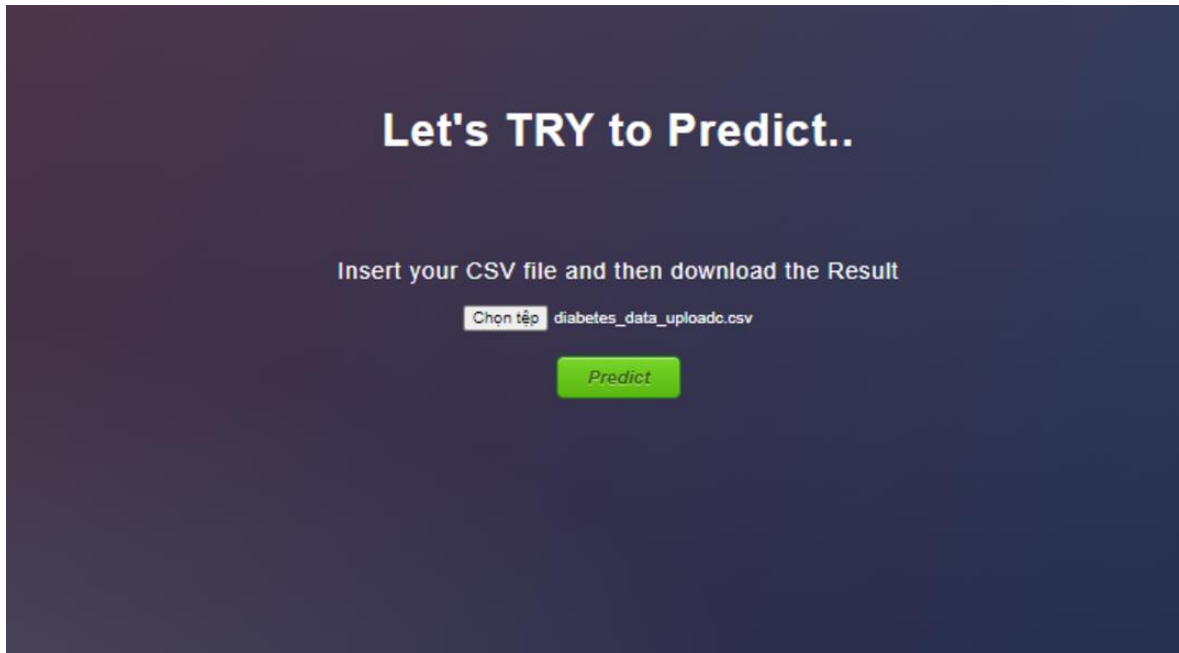 Let's TRY to Predict..
Insert your CSV file and then download the Result
Chọn tệp diabetes_data_uploadc.csv
Predict